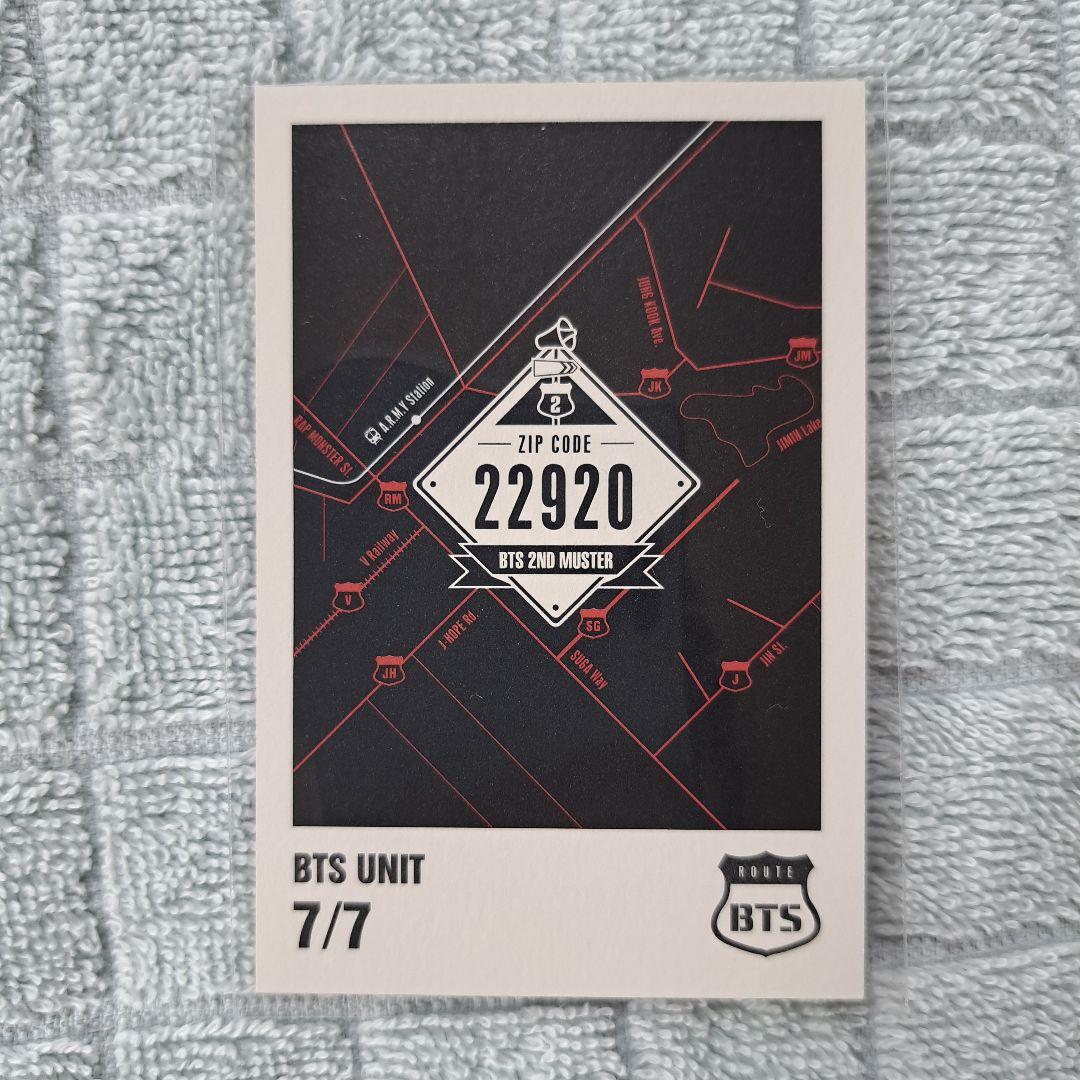 JUNG KOOK Ave.
JM
JK
A.R.M.Y Station
2
JIMIN Lake
RAP MONSTER St.
ZIP CODE
22920
RM
BTS 2ND MUSTER
V Railway
V
SG
J-HOPE Rd.
JIN St.
SUGA Way
JH
J
BTS UNIT
7/7
ROUTE
BTS